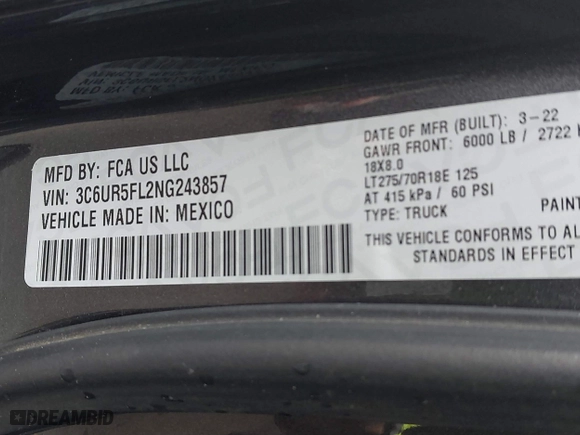 MFD BY: FCA US LLC
VIN: 3C6UR5FL2NG243857
VEHICLE MADE IN: MEXICO
DATE OF MFR (BUILT): 3-22
GAWR FRONT: 6000 LB / 2722
18X8.0
LT275/70R18E 125
AT 415 kPa / 60 PSI
TYPE: TRUCK
PAINT
THIS VEHICLE CONFORMS TO AL
STANDARDS IN EFFECT
DREAMBID